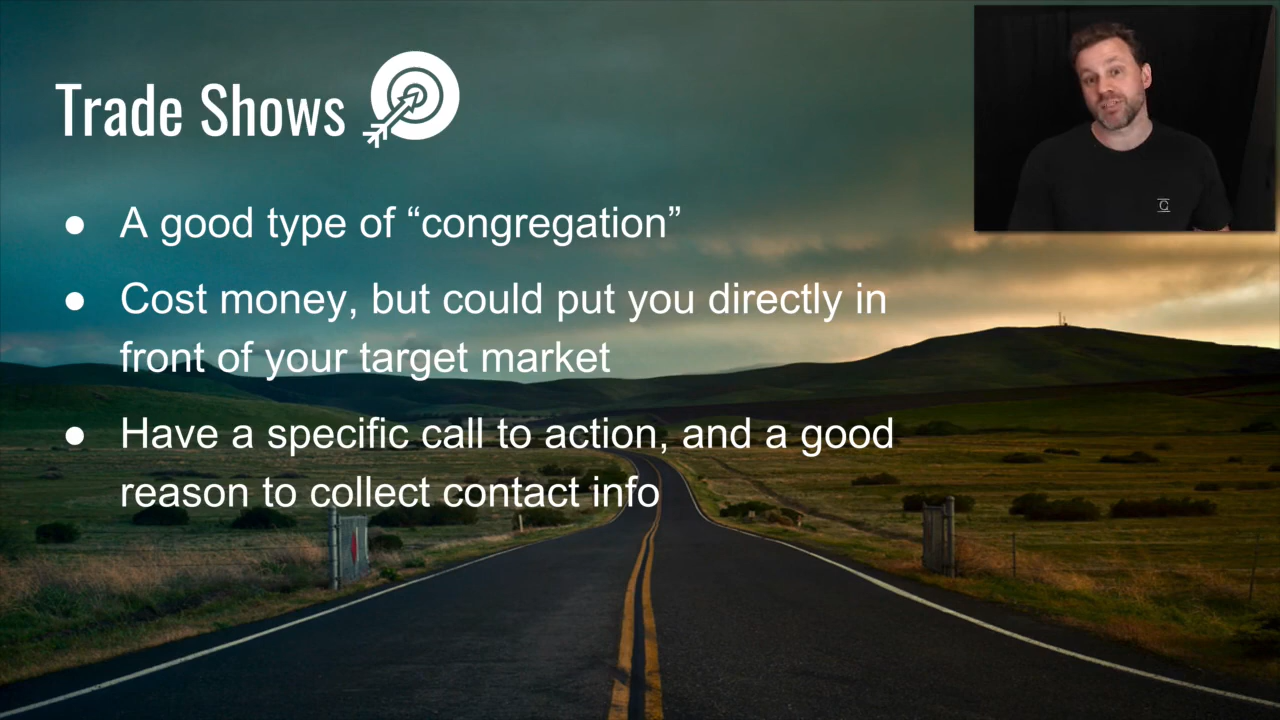 Trade Shows
● A good type of “congregation”
● Cost money, but could put you directly in
front of your target market
● Have a specific call to action, and a good
reason to collect contact info